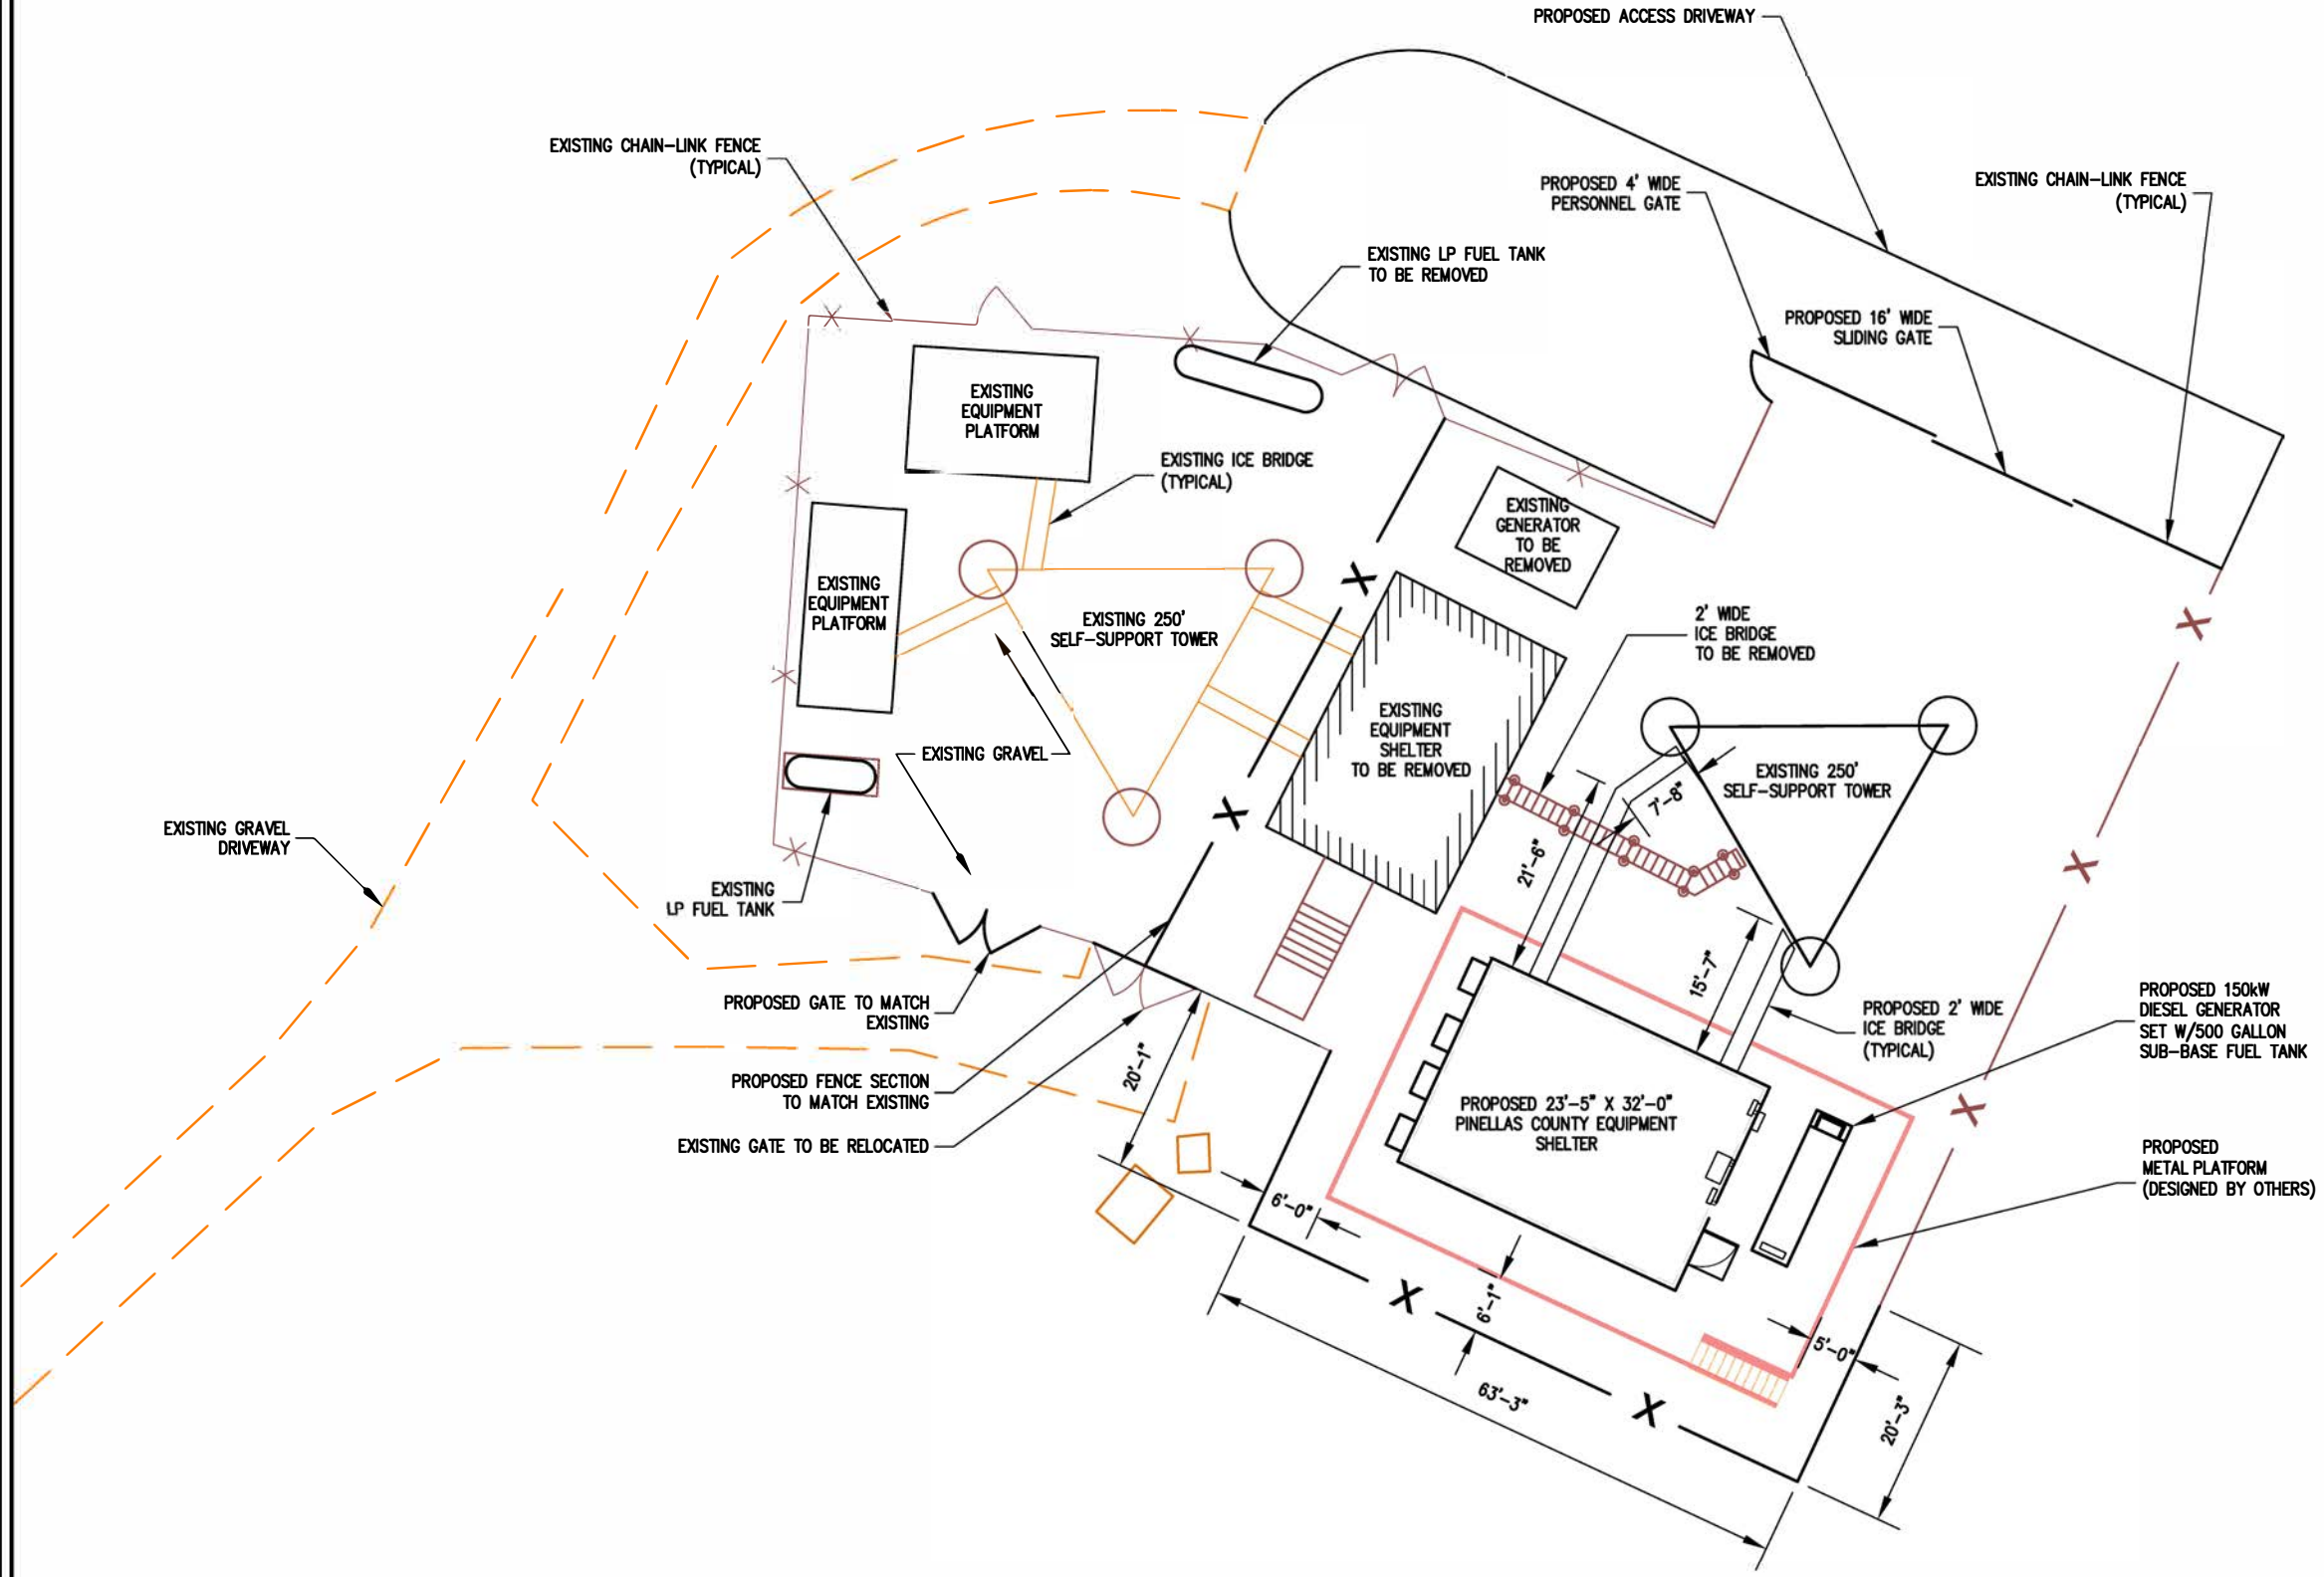 PROPOSED ACCESS DRIVEWAY
EXISTING CHAIN-LINK FENCE
(TYPICAL)
PROPOSED 4' WIDE
PERSONNEL GATE
EXISTING CHAIN-LINK FENCE
(TYPICAL)
EXISTING LP FUEL TANK
TO BE REMOVED
PROPOSED 16' WIDE
SLIDING GATE
EXISTING
EQUIPMENT
PLATFORM
EXISTING ICE BRIDGE
(TYPICAL)
EXISTING
GENERATOR
TO BE
REMOVED
EXISTING
EQUIPMENT
PLATFORM
EXISTING 250'
SELF-SUPPORT TOWER
2' WIDE
ICE BRIDGE
TO BE REMOVED
EXISTING
EQUIPMENT
SHELTER
TO BE REMOVED
EXISTING GRAVEL
EXISTING 250'
SELF-SUPPORT TOWER
7'-8"
21'-6"
EXISTING GRAVEL
DRIVEWAY
EXISTING
LP FUEL TANK
15'-7"
PROPOSED GATE TO MATCH
EXISTING
PROPOSED 2' WIDE
ICE BRIDGE
(TYPICAL)
PROPOSED 150kW
DIESEL GENERATOR
SET W/500 GALLON
SUB-BASE FUEL TANK
20'-1"
PROPOSED FENCE SECTION
TO MATCH EXISTING
PROPOSED 23'-5" X 32'-0"
PINELLAS COUNTY EQUIPMENT
SHELTER
EXISTING GATE TO BE RELOCATED
PROPOSED
METAL PLATFORM
(DESIGNED BY OTHERS)
6'-0"
6'-1"
5'-0"
63'-3"
20'-3"